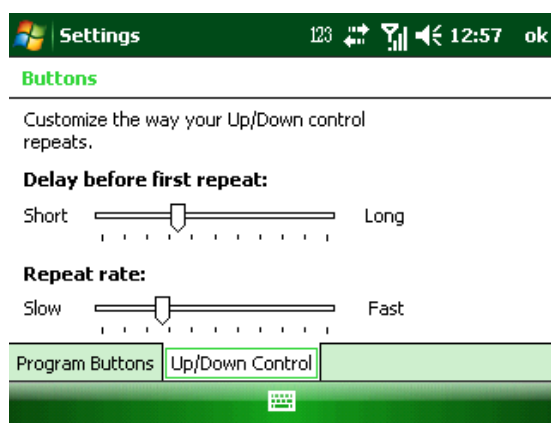 Settings 123 12:57 ok
Buttons
Customize the way your Up/Down control
repeats.
Delay before first repeat:
Short Long
Repeat rate:
Slow Fast
Program Buttons Up/Down Control